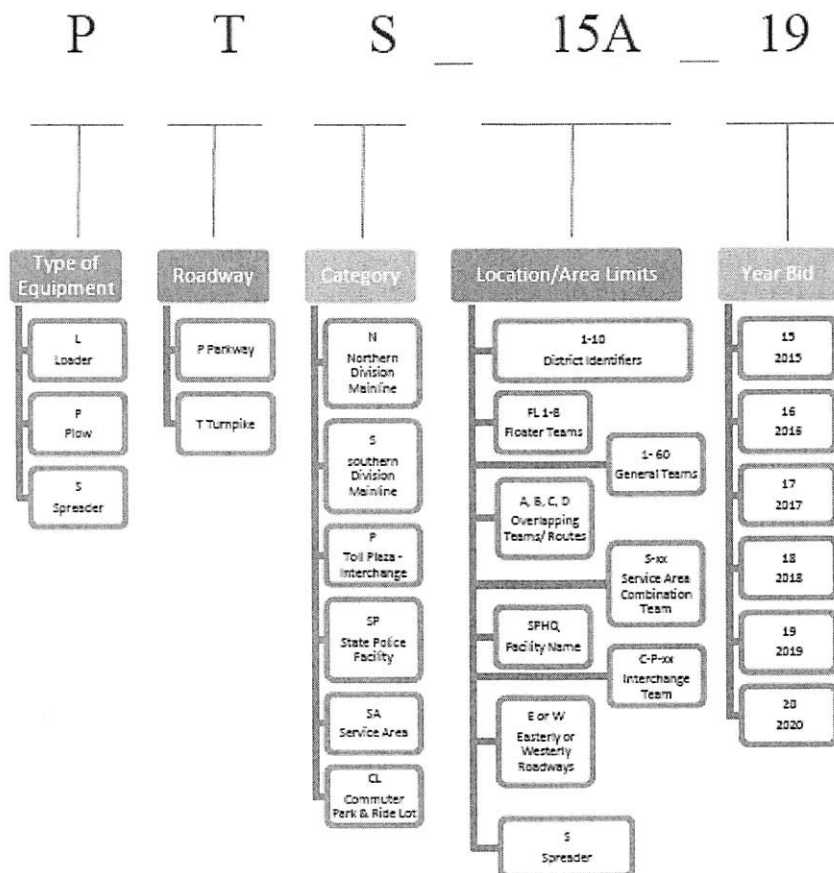 P T S _ 15A _ 19
Type of
Equipment
L
Loader
P
Plow
S
Spreader
Roadway
P Parkway
T Turnpike
Category
N
Northern
Division
Mainline
S
southern
Division
Mainline
P
Toll Plaza -
Interchange
SP
State Police
Facility
SA
Service Area
CL
Commuter
Park & Ride Lot
Location/Area Limits
1-10
District Identifiers
FL 1-8
Floater Teams
1- 60
General Teams
A, B, C, D
Overlapping
Teams/ Routes
S-xx
Service Area
Combination
Team
SPHQ,
Facility Name
C-P-xx
Interchange
Team
E or W
Easterly or
Westerly
Roadways
S
Spreader
Year Bid
15
2015
16
2016
17
2017
18
2018
19
2019
20
2020